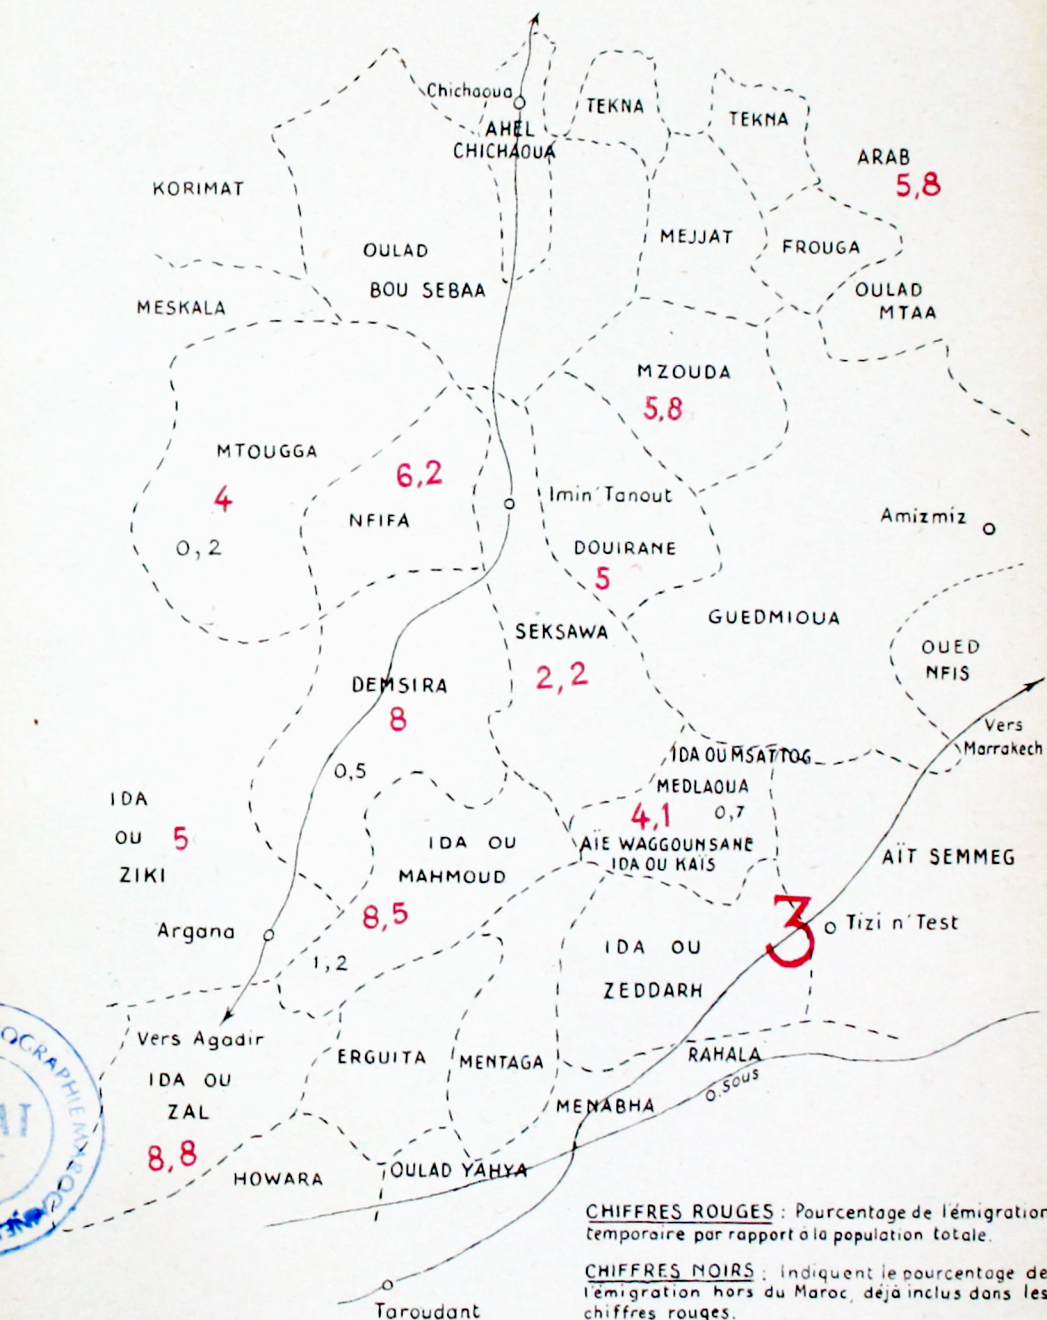 Chichaoua
AHEL
CHICHAOUA
TEKNA
TEKNA
ARAB
5,8
KORIMAT
OULAD
BOU SEBAA
MEJJAT
FROUGA
MESKALA
OULAD
MTAA
MZOUDA
5,8
MTOUGGA
4
0,2
6,2
NFIFA
Imin Tanout
Amizmiz
DOUIRANE
5
SEKSAWA
2,2
GUEDMIOUA
OUED
NFIS
DEMSIRA
8
0,5
Vers
Marrakech
IDA OU MSATTOG
MEDLAOUA
4,1 0,7
AÏE WAGGOUNSANE
IDA OU KAÏS
IDA
OU 5
ZIKI
IDA OU
MAHMOUD
8,5
AÏT SEMMEG
Argana
1,2
3
Tizi n'Test
IDA OU
ZEDDARH
Vers Agadir
IDA OU
ZAL
8,8
ERGUITA
MENTAGA
RAHALA
O. Sous
MENABHA
HOWARA
OULAD YAHYA
Taroudant
CHIFFRES ROUGES : Pourcentage de l'émigration
temporaire par rapport à la population totale.
CHIFFRES NOIRS : Indiquent le pourcentage de
l'émigration hors du Maroc, déjà inclus dans les
chiffres rouges.
OGRAPHIE MAROCAINE